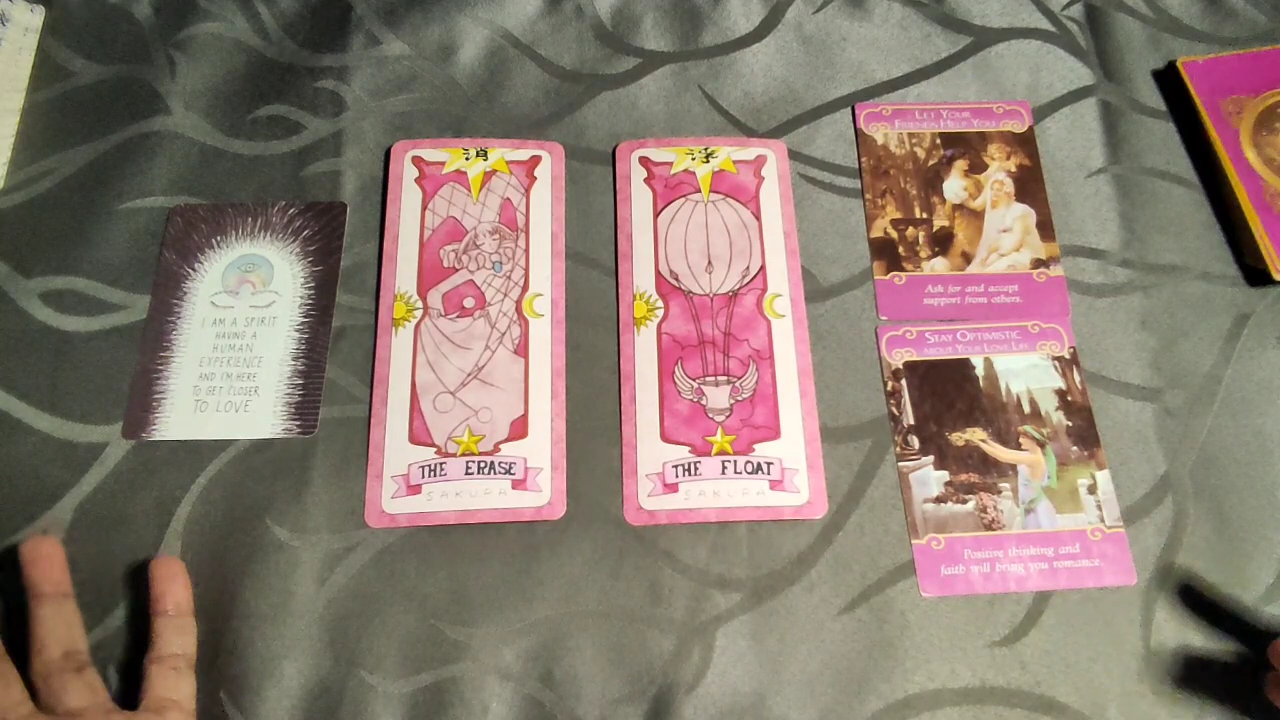 I AM A SPIRIT
HAVING A
HUMAN
EXPERIENCE
AND I'M HERE
TO GET CLOSER
TO LOVE
消
THE ERASE
SAKURA
浮
THE FLOAT
SAKURA
LET YOUR
FRIENDS HELP YOU
Ask for and accept
support from others.
STAY OPTIMISTIC
ABOUT YOUR LOVE LIFE
Positive thinking and
faith will bring you romance.